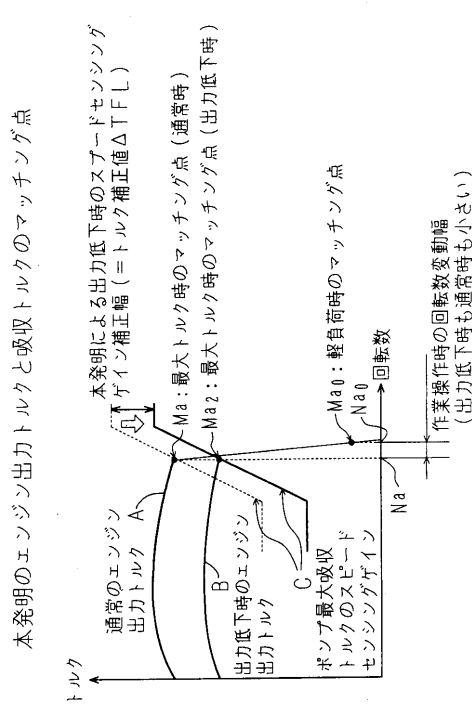 本発明のエンジン出力トルクと吸収トルクのマッチング点
トルク
通常のエンジン
出力トルク
A
本発明による出力低下時のスプードセンシング
ゲイン補正幅(=トルク補正値ΔTFL)
Ma:最大トルク時のマッチング点(通常時)
Ma2:最大トルク時のマッチング点(出力低下時)
B
出力低下時のエンジン
出力トルク
C
ポンプ最大吸収
トルクのスピード
センシングゲイン
Ma0:軽負荷時のマッチング点
Na0
回転数
Na
作業操作時の回転数変動幅
(出力低下時も通常時も小さい)